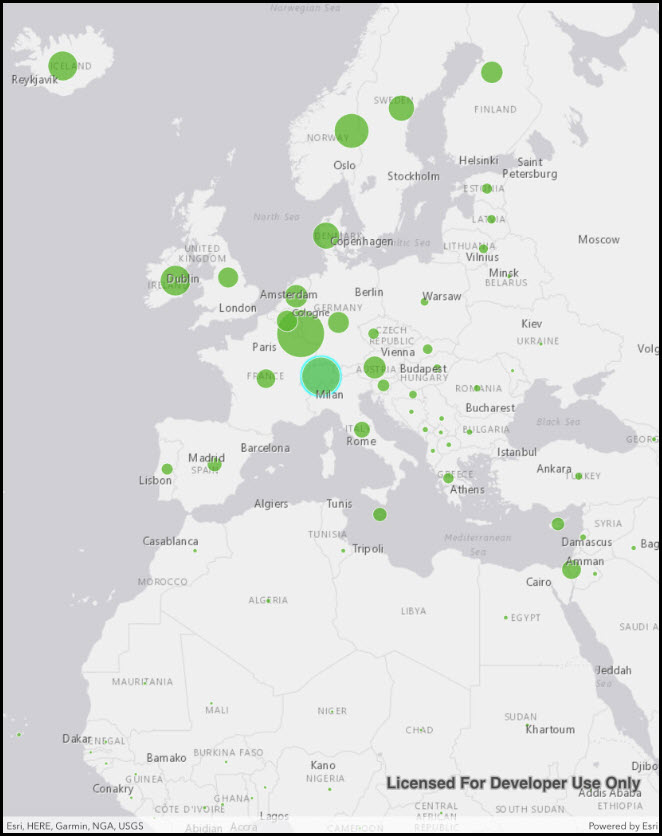 Norwegian Sea
ICELAND
Reykjavik
SWEDEN
FINLAND
NORWAY
Oslo
Helsinki
Saint
Petersburg
Stockholm
ESTONIA
North Sea
LATVIA
DENMARK
Copenhagen
Baltic Sea
LITHUANIA
Moscow
UNITED
KINGDOM
Vilnius
Dublin
IRELAND
Minsk
BELARUS
Amsterdam
Berlin
Warsaw
London
GERMANY
Cologne
Kiev
CZECH
REPUBLIC
UKRAINE
Paris
Vienna
Volg
FRANCE
AUSTRIA
Budapest
HUNGARY
Milan
ROMANIA
Bucharest
Black Sea
ITALY
Rome
BULGARIA
GEORG
Barcelona
Istanbul
Madrid
SPAIN
Ankara
TURKEY
Lisbon
GREECE
Athens
Algiers
Tunis
SYRIA
TUNISIA
Mediterranean
Sea
Casablanca
Tripoli
Damascus
Bag
Amman
MOROCCO
Cairo
ALGERIA
LIBYA
EGYPT
SAUDI A
MAURITANIA
Jeddah
Sea
MALI
NIGER
SUDAN
CHAD
Khartoum
Dakar
SENEGAL
Bamako
BURKINA FASO
Kano
Djibo
GUINEA
NIGERIA
Licensed For Developer Use Only
Conakry
GHANA
Addis Ababa
CÔTE D'IVOIRE
Lagos
CENTRAL
AFRICAN
REPUBLIC
SOUTH SUDAN
ETHIOPIA
Esri, HERE, Garmin, NGA, USGS
Abidjan
Accra
CAMEROON
Powered by Esri